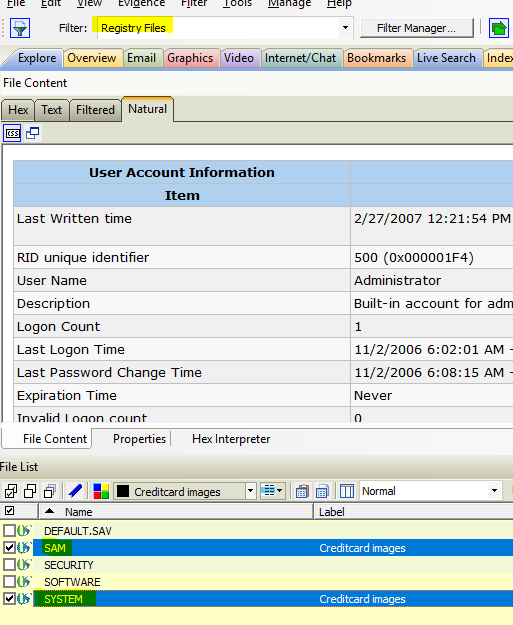 File Edit View Evidence Filter Tools Manage Help
Filter: Registry Files Filter Manager...
Explore Overview Email Graphics Video Internet/Chat Bookmarks Live Search Index
File Content
Hex Text Filtered Natural
css
User Account Information
Item
Last Written time 2/27/2007 12:21:54 PM
RID unique identifier 500 (0x000001F4)
User Name Administrator
Description Built-in account for adm
Logon Count 1
Last Logon Time 11/2/2006 6:02:01 AM -
Last Password Change Time 11/2/2006 6:08:15 AM -
Expiration Time Never
Invalid Logon count 0
File Content Properties Hex Interpreter
File List
Creditcard images Normal
Name Label
DEFAULT.SAV
SAM Creditcard images
SECURITY
SOFTWARE
SYSTEM Creditcard images